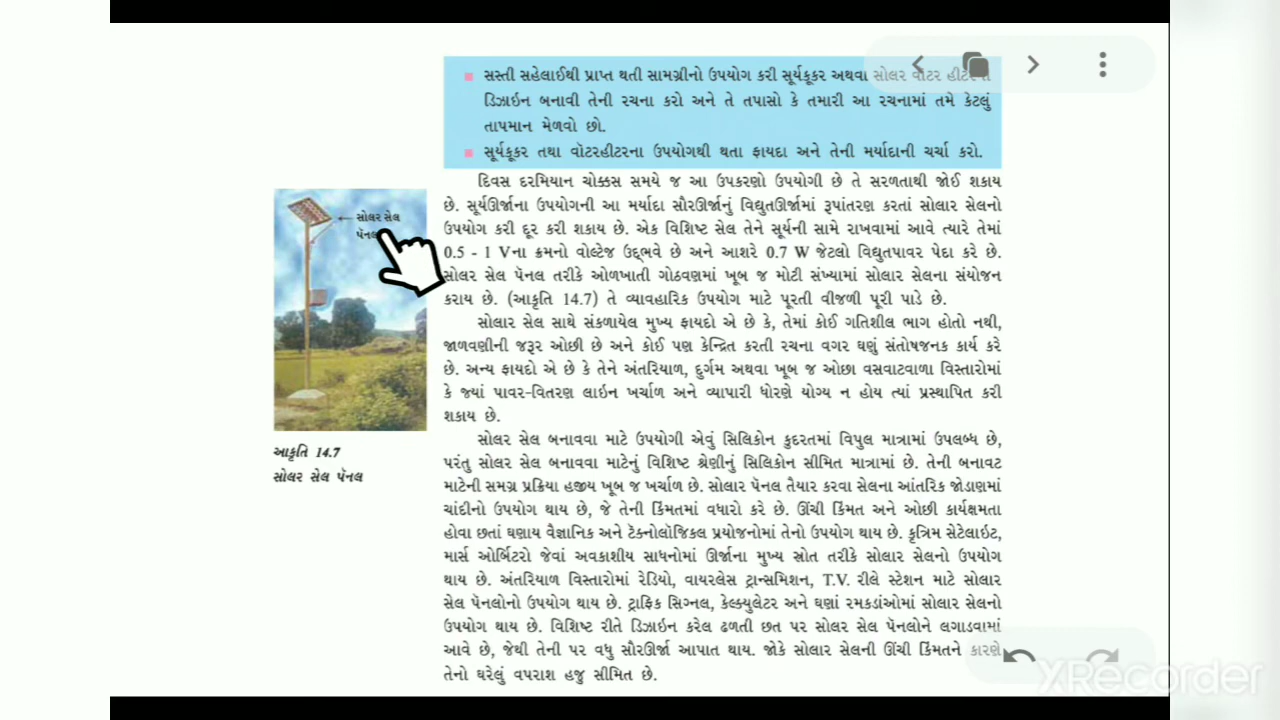 સસ્તી સહેલાઈથી પ્રાપ્ત થતી સામગ્રીનો ઉપયોગ કરી સૂર્યકૂકર અથવા સોલર વૉટર હીટરની
ડિઝાઇન બનાવી તેની રચના કરો અને તે તપાસો કે તમારી આ રચનામાં તમે કેટલું
તાપમાન મેળવો છો.
સૂર્યકૂકર તથા વૉટરહીટરના ઉપયોગથી થતા ફાયદા અને તેની મર્યાદાની ચર્ચા કરો.
દિવસ દરમિયાન ચોક્કસ સમયે જ આ ઉપકરણો ઉપયોગી છે તે સરળતાથી જોઈ શકાય
છે. સૂર્યઊર્જાના ઉપયોગની આ મર્યાદા સૌરઊર્જાનું વિદ્યુતઊર્જામાં રૂપાંતરણ કરતાં સોલાર સેલનો
ઉપયોગ કરી દૂર કરી શકાય છે. એક વિશિષ્ટ સેલ તેને સૂર્યની સામે રાખવામાં આવે ત્યારે તેમાં
0.5 - 1 Vના ક્રમનો વોલ્ટેજ ઉદ્ભવે છે અને આશરે 0.7 W જેટલો વિદ્યુતપાવર પેદા કરે છે.
સોલર સેલ પૅનલ તરીકે ઓળખાતી ગોઠવણમાં ખૂબ જ મોટી સંખ્યામાં સોલાર સેલના સંયોજન
કરાય છે. (આકૃતિ 14.7) તે વ્યાવહારિક ઉપયોગ માટે પૂરતી વીજળી પૂરી પાડે છે.
સોલાર સેલ સાથે સંકળાયેલ મુખ્ય ફાયદો એ છે કે, તેમાં કોઈ ગતિશીલ ભાગ હોતો નથી,
જાળવણીની જરૂર ઓછી છે અને કોઈ પણ કેન્દ્રિત કરતી રચના વગર ઘણું સંતોષજનક કાર્ય કરે
છે. અન્ય ફાયદો એ છે કે તેને અંતરિયાળ, દુર્ગમ અથવા ખૂબ જ ઓછા વસવાટવાળા વિસ્તારોમાં
કે જ્યાં પાવર-વિતરણ લાઇન ખર્ચાળ અને વ્યાપારી ધોરણે યોગ્ય ન હોય ત્યાં પ્રસ્થાપિત કરી
શકાય છે.
સોલર સેલ બનાવવા માટે ઉપયોગી એવું સિલિકોન કુદરતમાં વિપુલ માત્રામાં ઉપલબ્ધ છે,
પરંતુ સોલર સેલ બનાવવા માટેનું વિશિષ્ટ શ્રેણીનું સિલિકોન સીમિત માત્રામાં છે. તેની બનાવટ
માટેની સમગ્ર પ્રક્રિયા હજીય ખૂબ જ ખર્ચાળ છે. સોલાર પૅનલ તૈયાર કરવા સેલના આંતરિક જોડાણમાં
ચાંદીનો ઉપયોગ થાય છે, જે તેની કિંમતમાં વધારો કરે છે. ઊંચી કિંમત અને ઓછી કાર્યક્ષમતા
હોવા છતાં ઘણાય વૈજ્ઞાનિક અને ટૅક્નોલૉજિકલ પ્રયોજનોમાં તેનો ઉપયોગ થાય છે. કૃત્રિમ સેટેલાઇટ,
માર્સ ઓર્બિટરો જેવાં અવકાશીય સાધનોમાં ઊર્જાના મુખ્ય સ્રોત તરીકે સોલાર સેલનો ઉપયોગ
થાય છે. અંતરિયાળ વિસ્તારોમાં રેડિયો, વાયરલેસ ટ્રાન્સમિશન, T.V. રીલે સ્ટેશન માટે સોલાર
સેલ પૅનલોનો ઉપયોગ થાય છે. ટ્રાફિક સિગ્નલ, કેલ્ક્યુલેટર અને ઘણાં રમકડાંઓમાં સોલાર સેલનો
ઉપયોગ થાય છે. વિશિષ્ટ રીતે ડિઝાઇન કરેલ ઢળતી છત પર સોલર સેલ પૅનલોને લગાડવામાં
આવે છે, જેથી તેની પર વધુ સૌરઊર્જા આપાત થાય. જોકે સોલાર સેલની ઊંચી કિંમતને કારણે
તેનો ઘરેલું વપરાશ હજુ સીમિત છે.
← સોલર સેલ
પૅનલ
આકૃતિ 14.7
સોલર સેલ પૅનલ
XRecorder